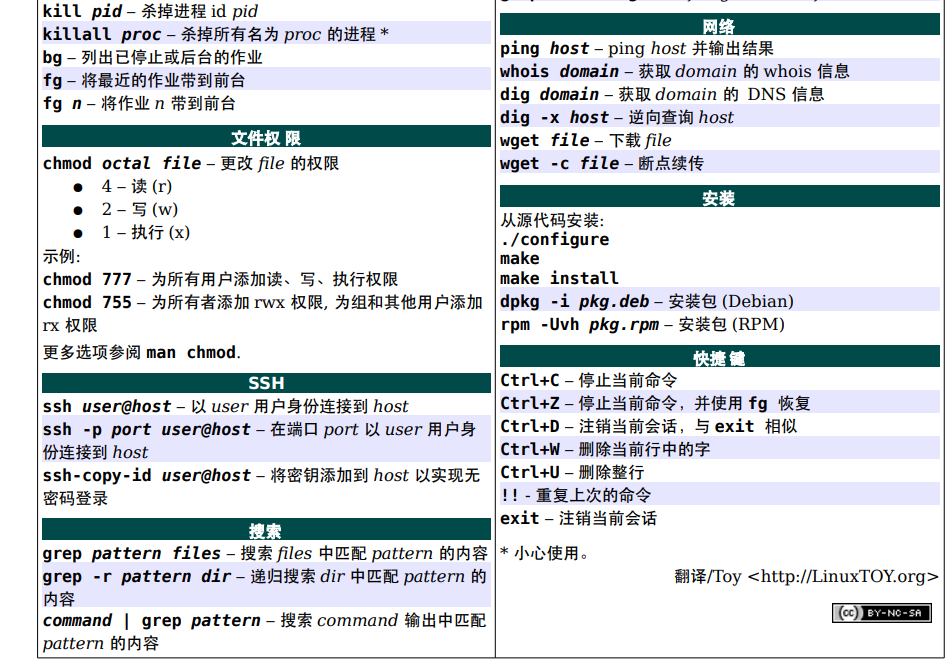 kill pid – 杀掉进程 id pid
killall proc – 杀掉所有名为 proc 的进程 *
bg – 列出已停止或后台的作业
fg – 将最近的作业带到前台
fg n – 将作业 n 带到前台
文件权限
chmod octal file – 更改 file 的权限
● 4 – 读 (r)
● 2 – 写 (w)
● 1 – 执行 (x)
示例:
chmod 777 – 为所有用户添加读、写、执行权限
chmod 755 – 为所有者添加 rwx 权限, 为组和其他用户添加
rx 权限
更多选项参阅 man chmod.
SSH
ssh user@host – 以 user 用户身份连接到 host
ssh -p port user@host – 在端口 port 以 user 用户身
份连接到 host
ssh-copy-id user@host – 将密钥添加到 host 以实现无
密码登录
搜索
grep pattern files – 搜索 files 中匹配 pattern 的内容
grep -r pattern dir – 递归搜索 dir 中匹配 pattern 的
内容
command | grep pattern – 搜索 command 输出中匹配
pattern 的内容
网络
ping host – ping host 并输出结果
whois domain – 获取 domain 的 whois 信息
dig domain – 获取 domain 的 DNS 信息
dig -x host – 逆向查询 host
wget file – 下载 file
wget -c file – 断点续传
安装
从源代码安装:
./configure
make
make install
dpkg -i pkg.deb – 安装包 (Debian)
rpm -Uvh pkg.rpm – 安装包 (RPM)
快捷键
Ctrl+C – 停止当前命令
Ctrl+Z – 停止当前命令，并使用 fg 恢复
Ctrl+D – 注销当前会话，与 exit 相似
Ctrl+W – 删除当前行中的字
Ctrl+U – 删除整行
!! - 重复上次的命令
exit – 注销当前会话
* 小心使用。
翻译/Toy <http://LinuxTOY.org>
(cc) BY-NC-SA